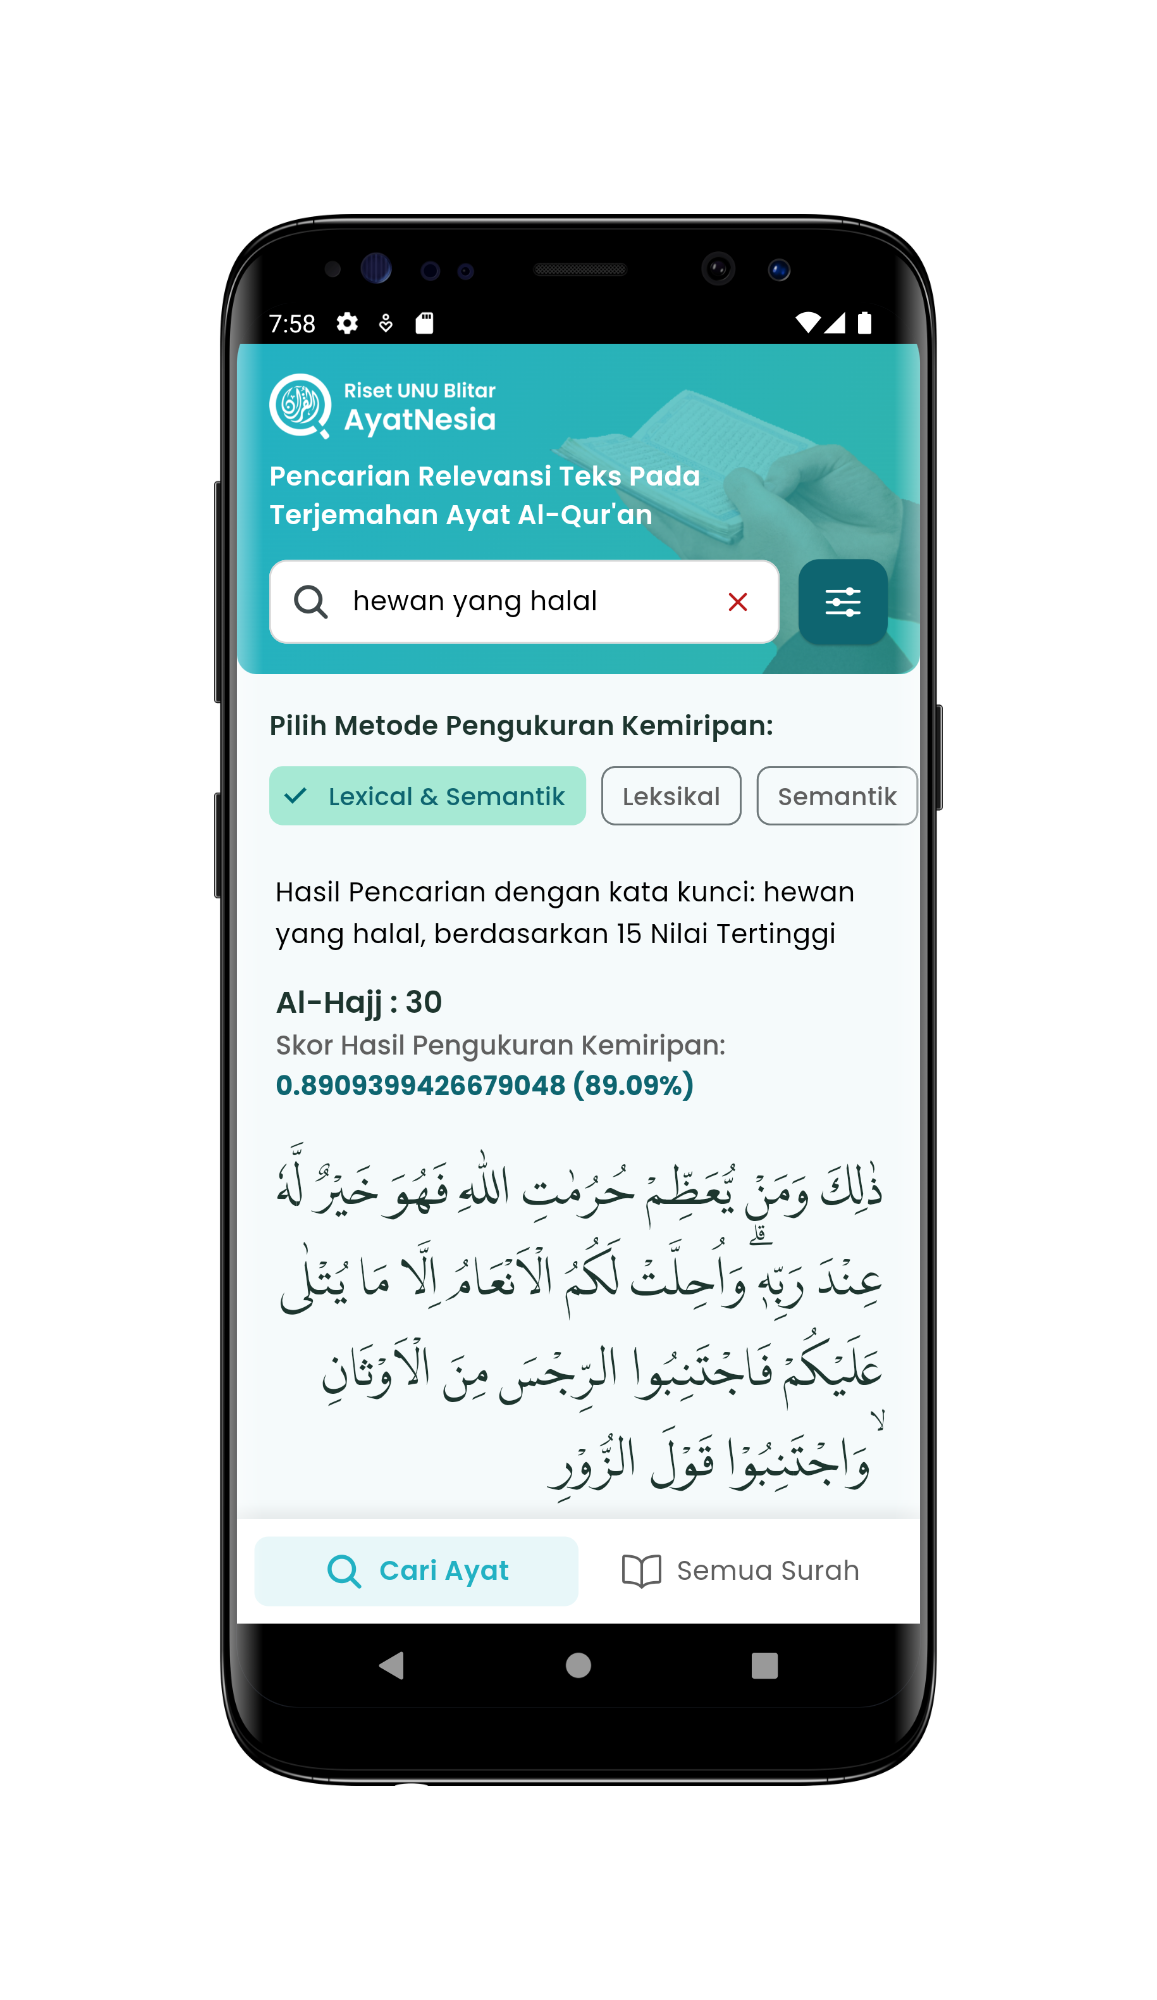 7:58
Riset UNU Blitar
AyatNesia
Pencarian Relevansi Teks Pada
Terjemahan Ayat Al-Qur'an
hewan yang halal
Pilih Metode Pengukuran Kemiripan:
Lexical & Semantik Leksikal Semantik
Hasil Pencarian dengan kata kunci: hewan
yang halal, berdasarkan 15 Nilai Tertinggi
Al-Hajj : 30
Skor Hasil Pengukuran Kemiripan:
0.8909399426679048 (89.09%)
ذٰلِكَ وَمَنْ يُّعَظِّمْ حُرُمٰتِ اللّٰهِ فَهُوَ خَيْرٌ لَّهٗ
عِنْدَ رَبِّهٖۗ وَاُحِلَّتْ لَكُمُ الْاَنْعَامُ اِلَّا مَا يُتْلٰى
عَلَيْكُمْ فَاجْتَنِبُوا الرِّجْسَ مِنَ الْاَوْثَانِ
وَاجْتَنِبُوْا قَوْلَ الزُّوْرِۙ
Cari Ayat Semua Surah